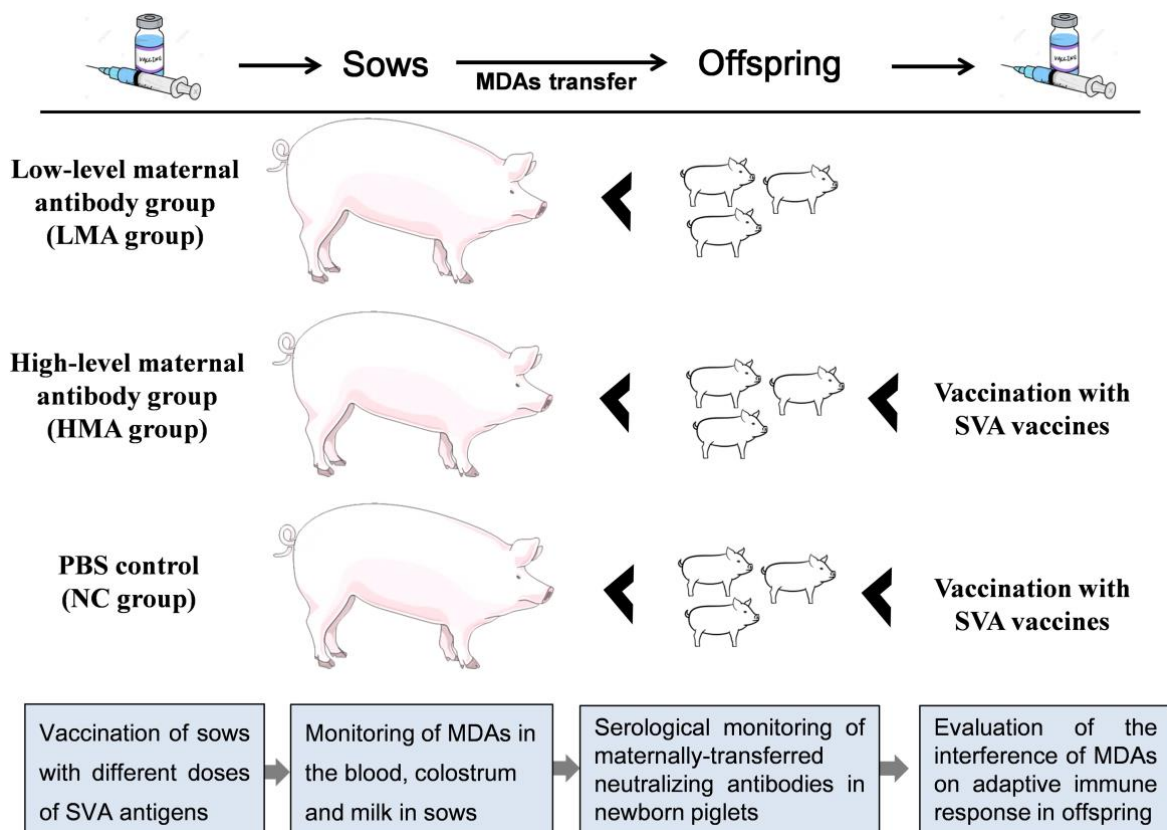 VACCINE
Sows
MDAs transfer
Offspring
VACCINE
Low-level maternal
antibody group
(LMA group)
High-level maternal
antibody group
(HMA group)
Vaccination with
SVA vaccines
PBS control
(NC group)
Vaccination with
SVA vaccines
Vaccination of sows
with different doses
of SVA antigens
Monitoring of MDAs in
the blood, colostrum
and milk in sows
Serological monitoring of
maternally-transferred
neutralizing antibodies in
newborn piglets
Evaluation of the
interference of MDAs
on adaptive immune
response in offspring